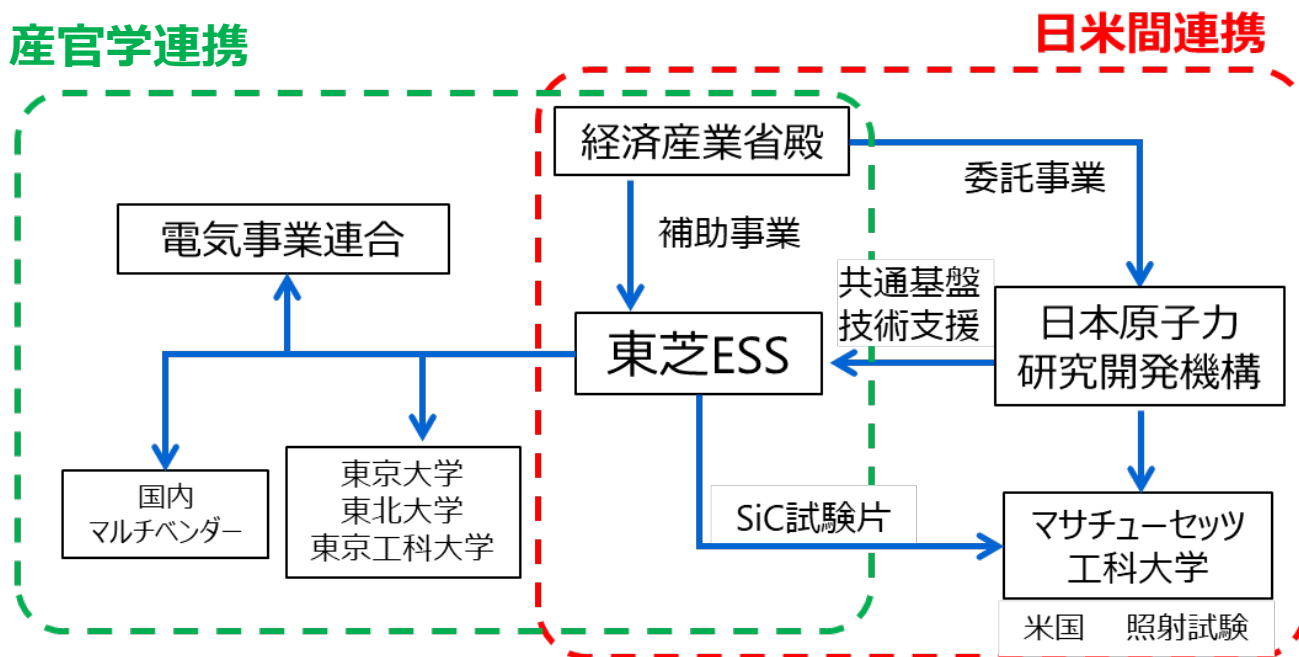 産官学連携
日米間連携
経済産業省殿
委託事業
電気事業連合
補助事業
共通基盤
技術支援
東芝ESS
日本原子力
研究開発機構
国内
マルチベンダー
東京大学
東北大学
東京工科大学
SiC試験片
マサチューセッツ
工科大学
米国 照射試験